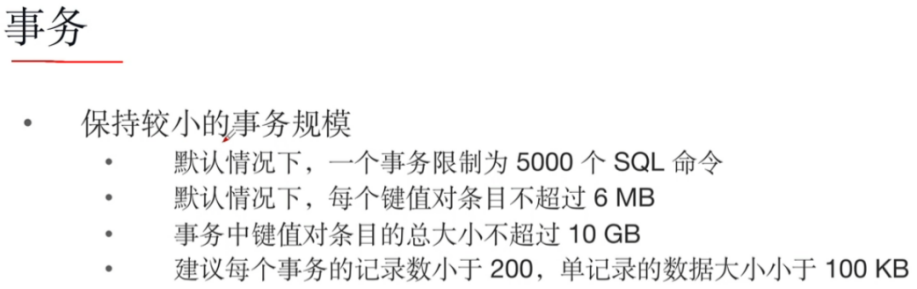 事务
• 保持较小的事务规模
• 默认情况下，一个事务限制为 5000 个 SQL 命令
• 默认情况下，每个键值对条目不超过 6 MB
• 事务中键值对条目的总大小不超过 10 GB
• 建议每个事务的记录数小于 200，单记录的数据大小小于 100 KB